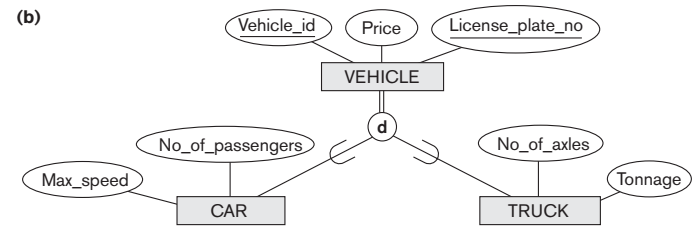 (b)
Vehicle_id
Price
License_plate_no
VEHICLE
d
No_of_passengers
No_of_axles
Max_speed
Tonnage
CAR
TRUCK